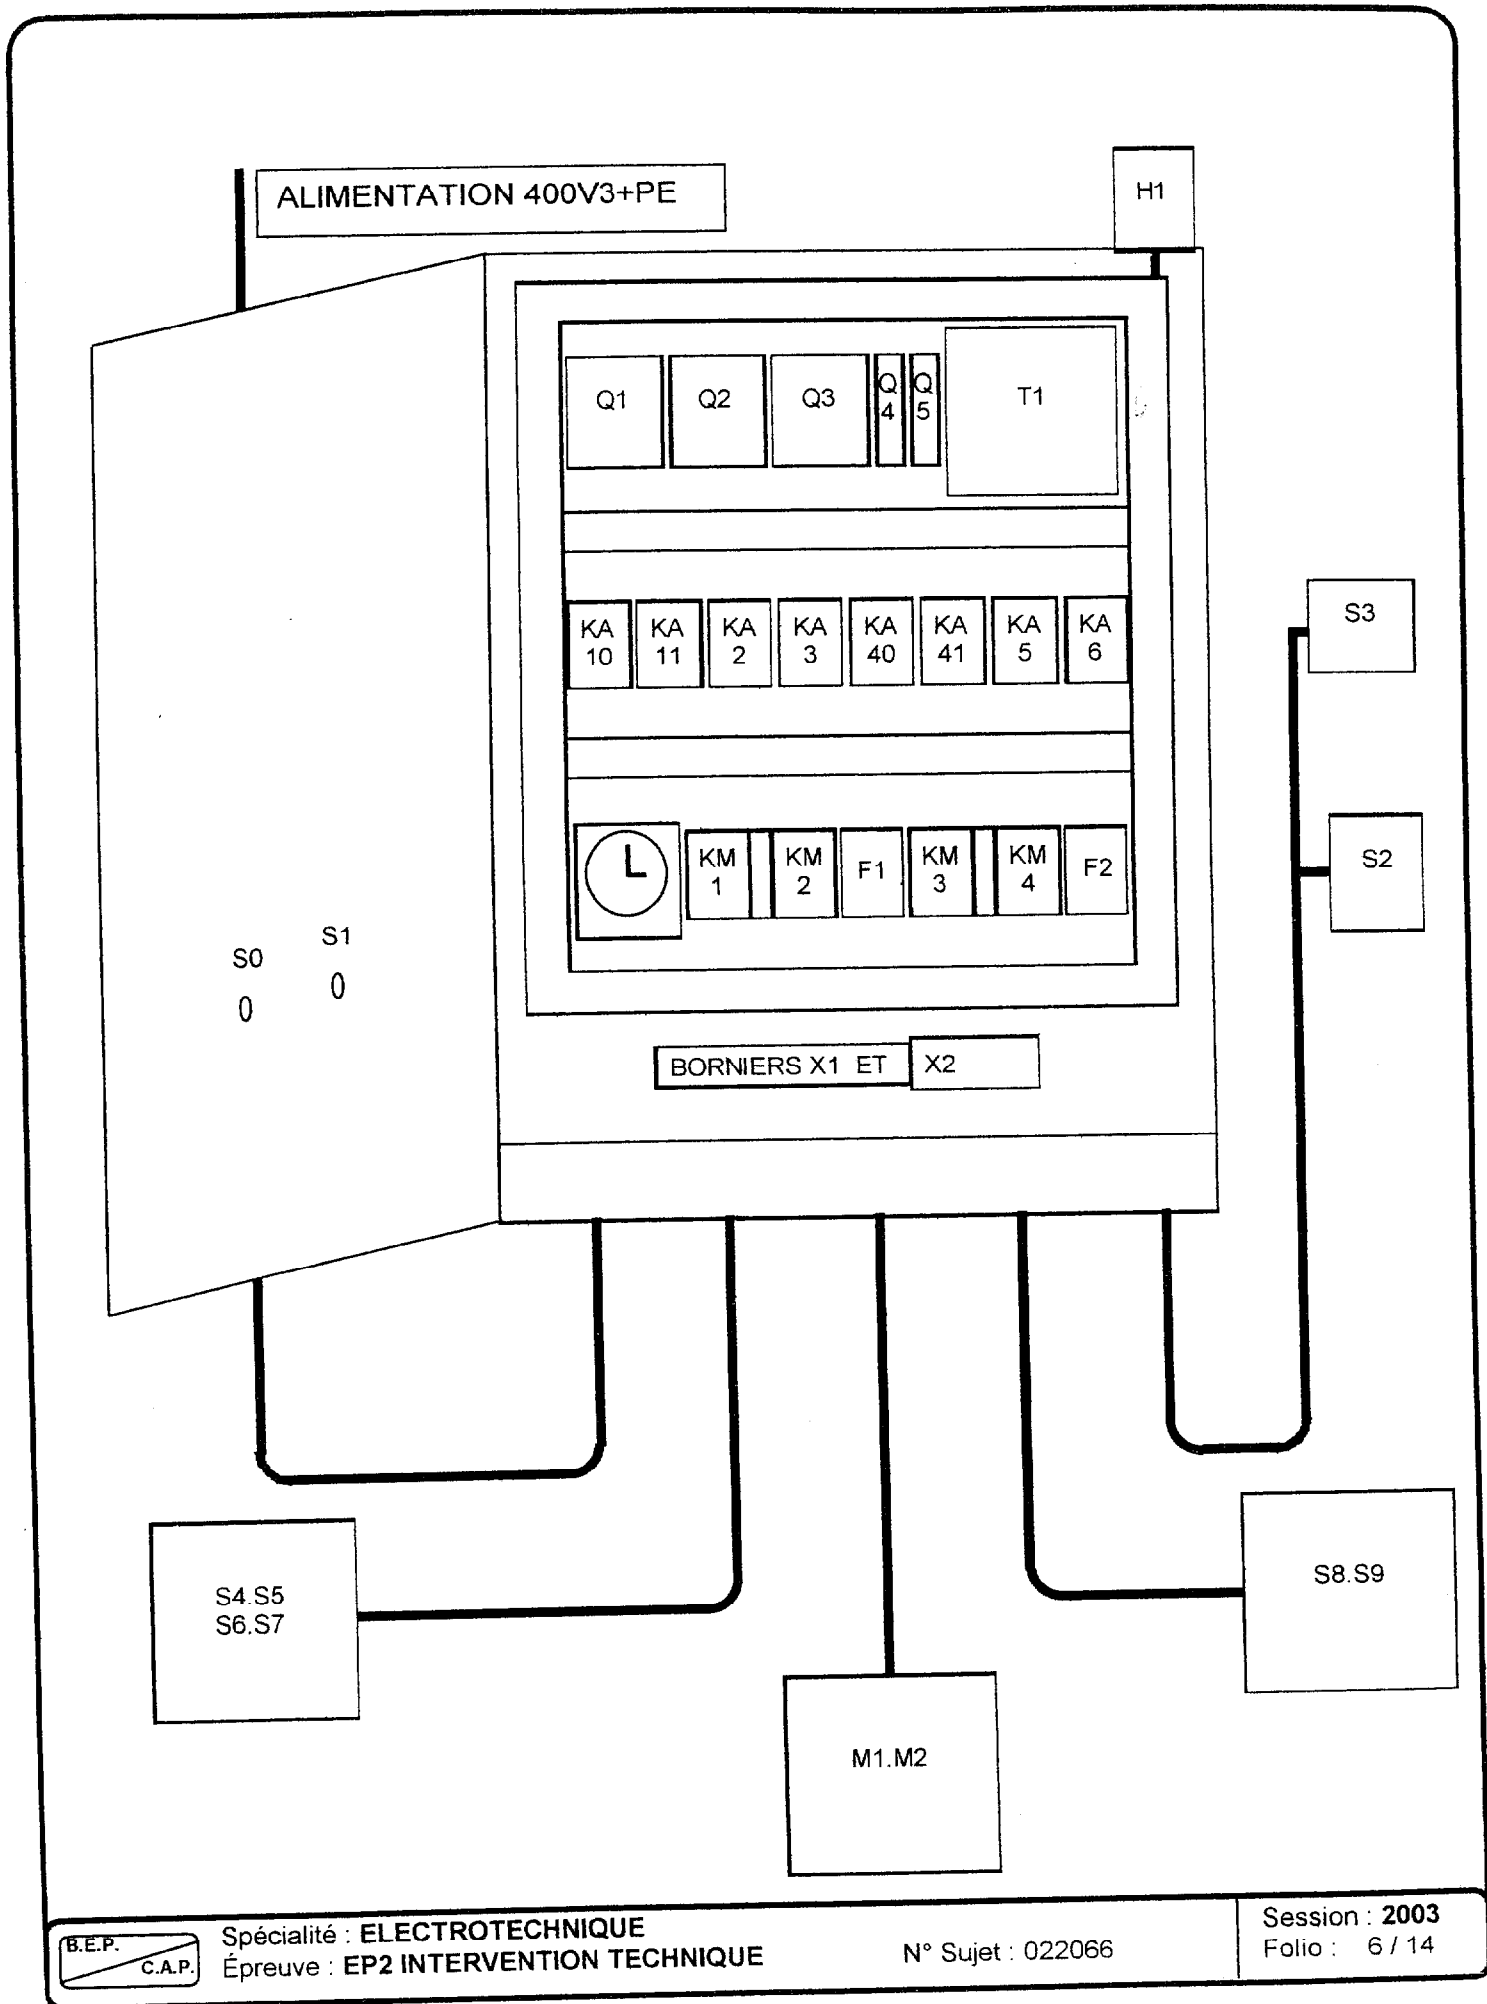 ALIMENTATION 400V3+PE
H1
Q1
Q2
Q3
Q
4
Q
5
T1
KA
10
KA
11
KA
2
KA
3
KA
40
KA
41
KA
5
KA
6
S3
S2
L
KM
1
KM
2
F1
KM
3
KM
4
F2
S0
S1
0
0
BORNIERS X1 ET
X2
S4.S5
S6.S7
S8.S9
M1.M2
B.E.P.
C.A.P.
Spécialité : ELECTROTECHNIQUE
Épreuve : EP2 INTERVENTION TECHNIQUE
N° Sujet : 022066
Session : 2003
Folio : 6 / 14